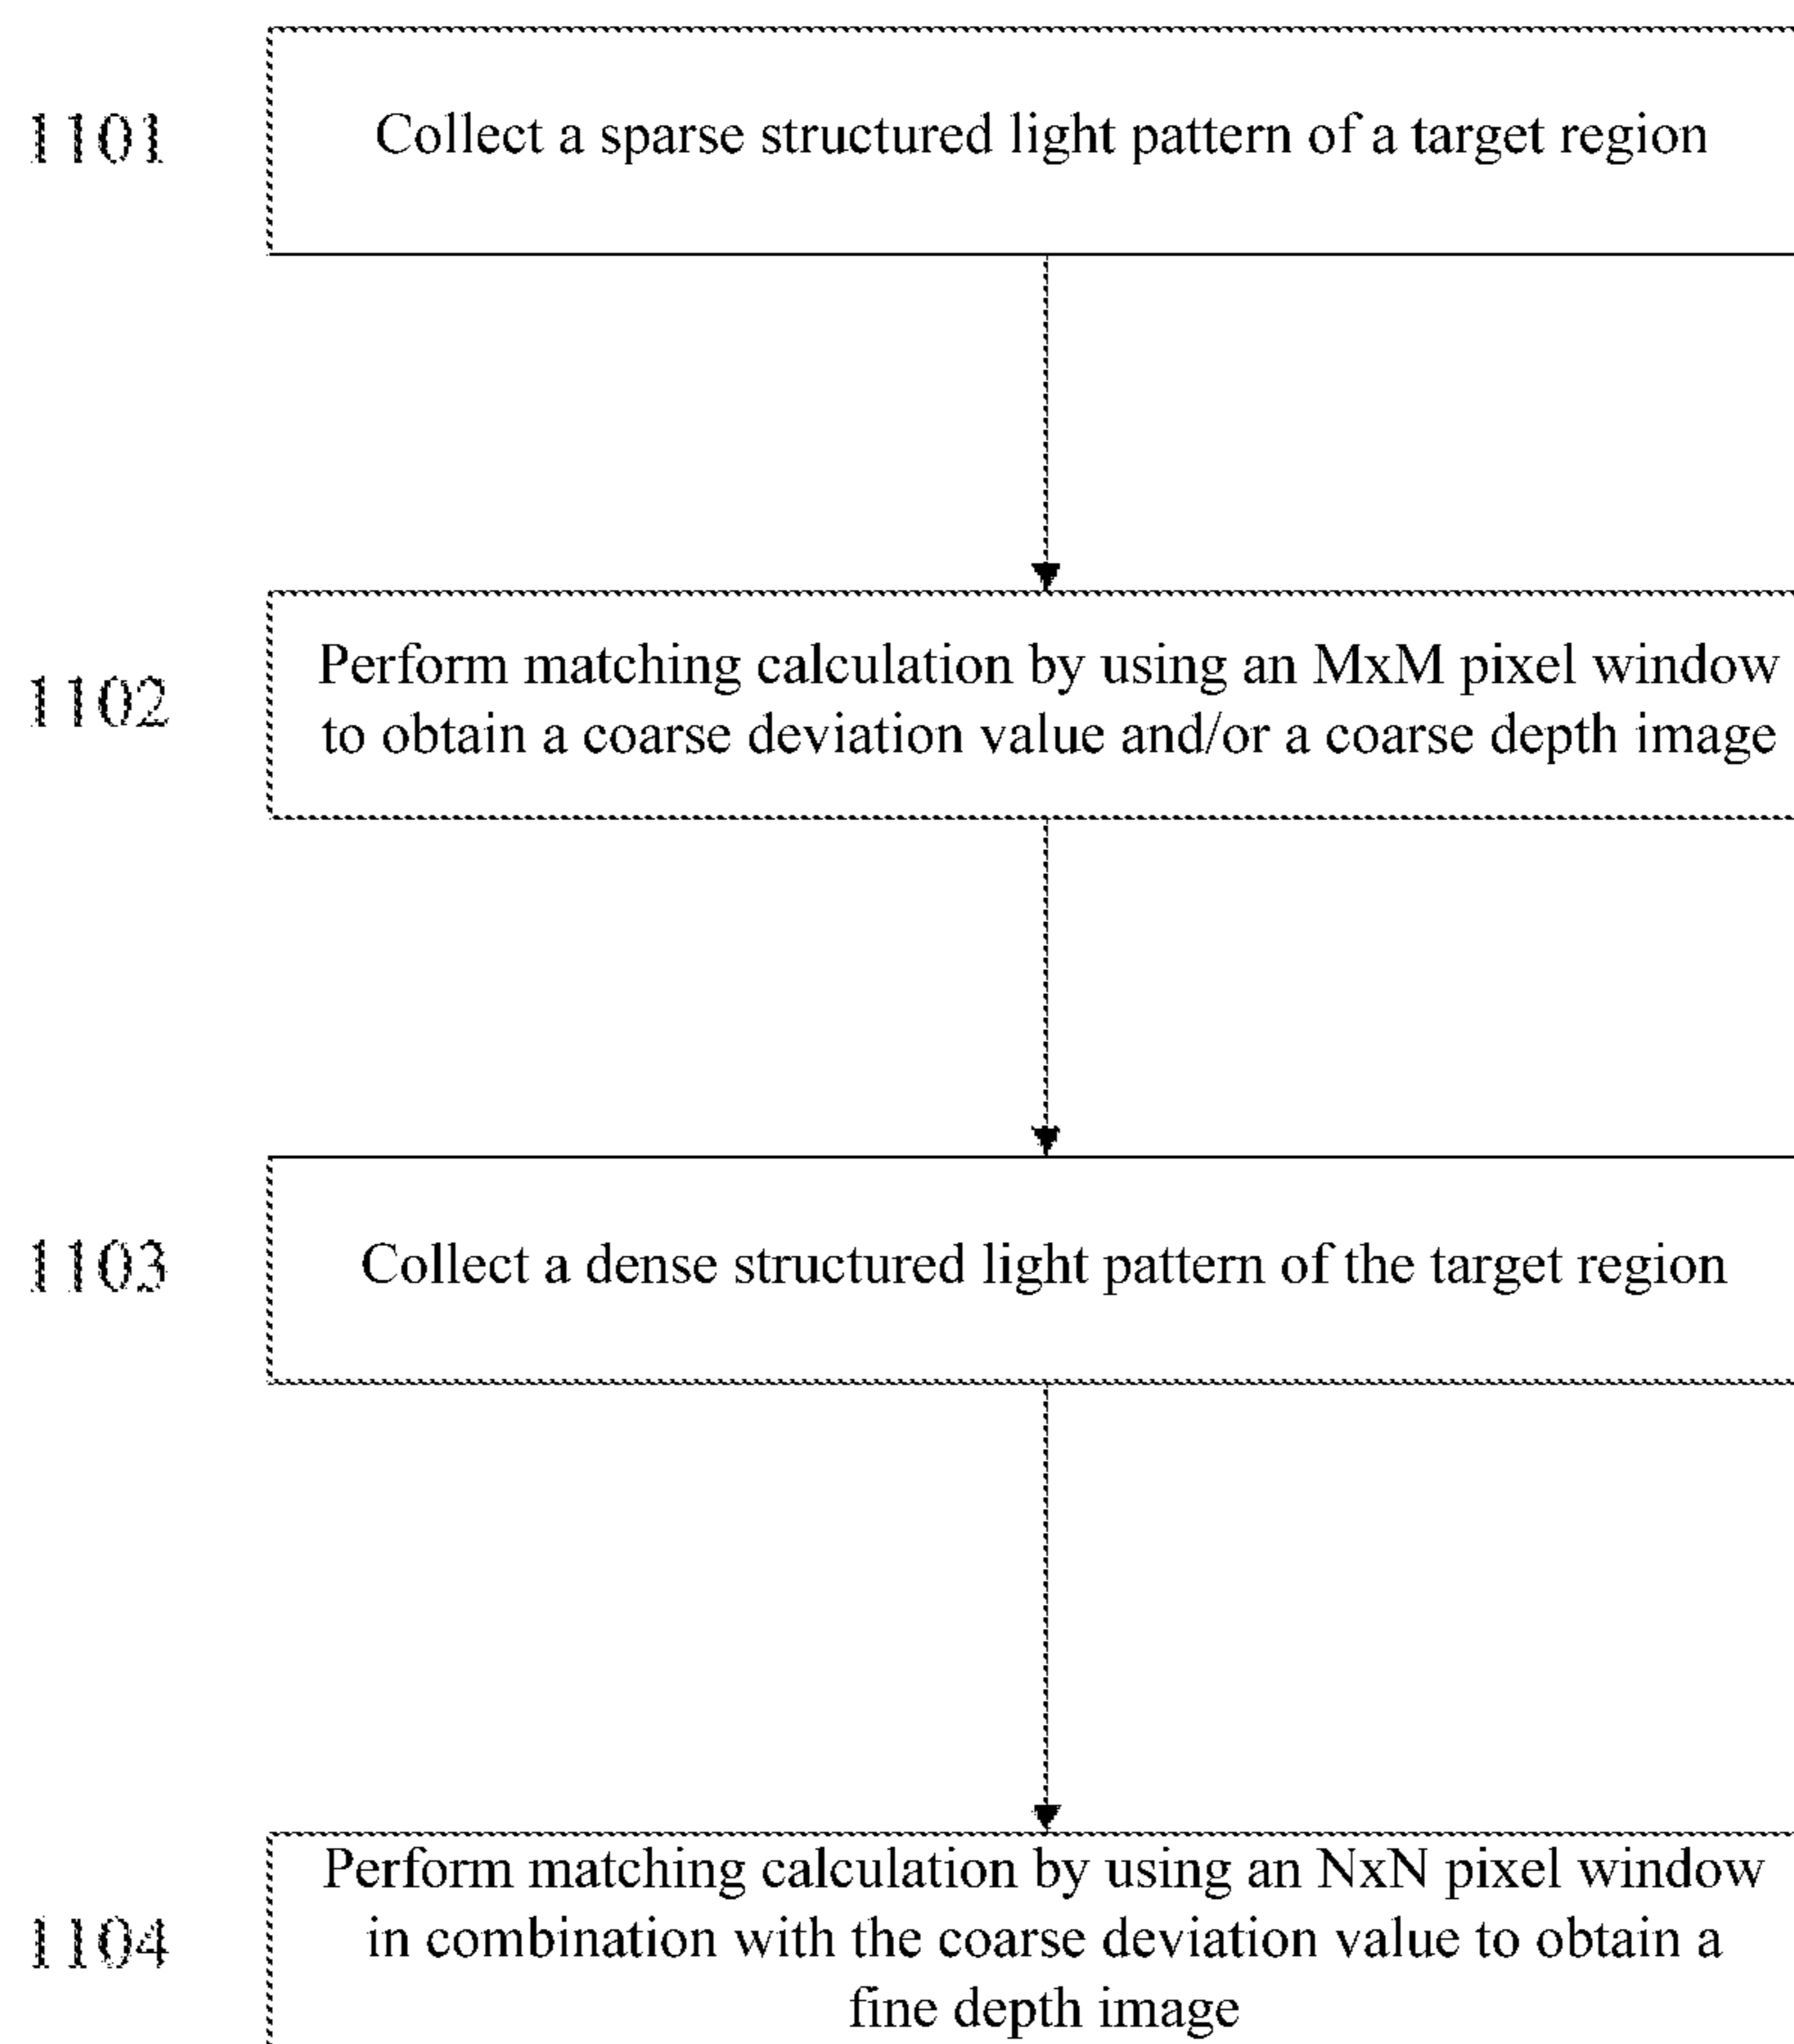 1101
Collect a sparse structured light pattern of a target region
1102
Perform matching calculation by using an MxM pixel window
to obtain a coarse deviation value and/or a coarse depth image
1103
Collect a dense structured light pattern of the target region
1104
Perform matching calculation by using an NxN pixel window
in combination with the coarse deviation value to obtain a
fine depth image